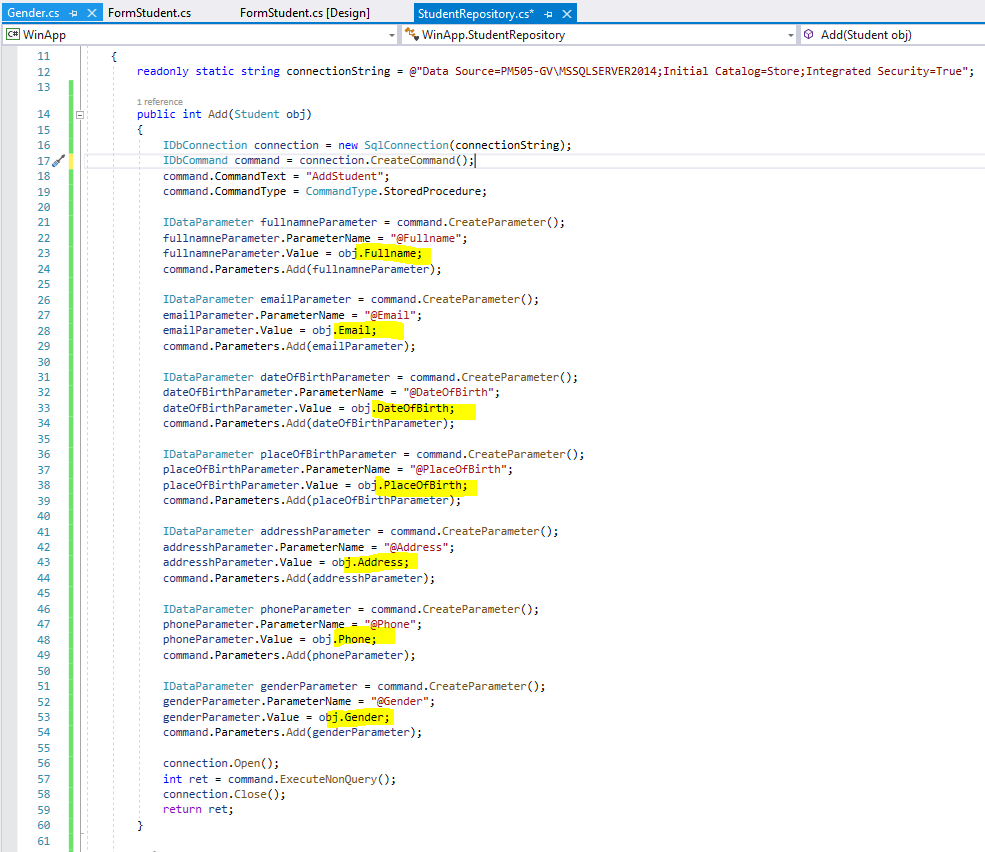 Gender.cs FormStudent.cs FormStudent.cs [Design] StudentRepository.cs*
C# WinApp WinApp.StudentRepository Add(Student obj)
11 {
12 readonly static string connectionString = @"Data Source=PM505-GV\MSSQLSERVER2014;Initial Catalog=Store;Integrated Security=True";
13
1 reference
14 public int Add(Student obj)
15 {
16 IDbConnection connection = new SqlConnection(connectionString);
17 IDbCommand command = connection.CreateCommand();
18 command.CommandText = "AddStudent";
19 command.CommandType = CommandType.StoredProcedure;
20
21 IDataParameter fullnamneParameter = command.CreateParameter();
22 fullnamneParameter.ParameterName = "@Fullname";
23 fullnamneParameter.Value = obj.Fullname;
24 command.Parameters.Add(fullnamneParameter);
25
26 IDataParameter emailParameter = command.CreateParameter();
27 emailParameter.ParameterName = "@Email";
28 emailParameter.Value = obj.Email;
29 command.Parameters.Add(emailParameter);
30
31 IDataParameter dateOfBirthParameter = command.CreateParameter();
32 dateOfBirthParameter.ParameterName = "@DateOfBirth";
33 dateOfBirthParameter.Value = obj.DateOfBirth;
34 command.Parameters.Add(dateOfBirthParameter);
35
36 IDataParameter placeOfBirthParameter = command.CreateParameter();
37 placeOfBirthParameter.ParameterName = "@PlaceOfBirth";
38 placeOfBirthParameter.Value = obj.PlaceOfBirth;
39 command.Parameters.Add(placeOfBirthParameter);
40
41 IDataParameter addresshParameter = command.CreateParameter();
42 addresshParameter.ParameterName = "@Address";
43 addresshParameter.Value = obj.Address;
44 command.Parameters.Add(addresshParameter);
45
46 IDataParameter phoneParameter = command.CreateParameter();
47 phoneParameter.ParameterName = "@Phone";
48 phoneParameter.Value = obj.Phone;
49 command.Parameters.Add(phoneParameter);
50
51 IDataParameter genderParameter = command.CreateParameter();
52 genderParameter.ParameterName = "@Gender";
53 genderParameter.Value = obj.Gender;
54 command.Parameters.Add(genderParameter);
55
56 connection.Open();
57 int ret = command.ExecuteNonQuery();
58 connection.Close();
59 return ret;
60 }
61